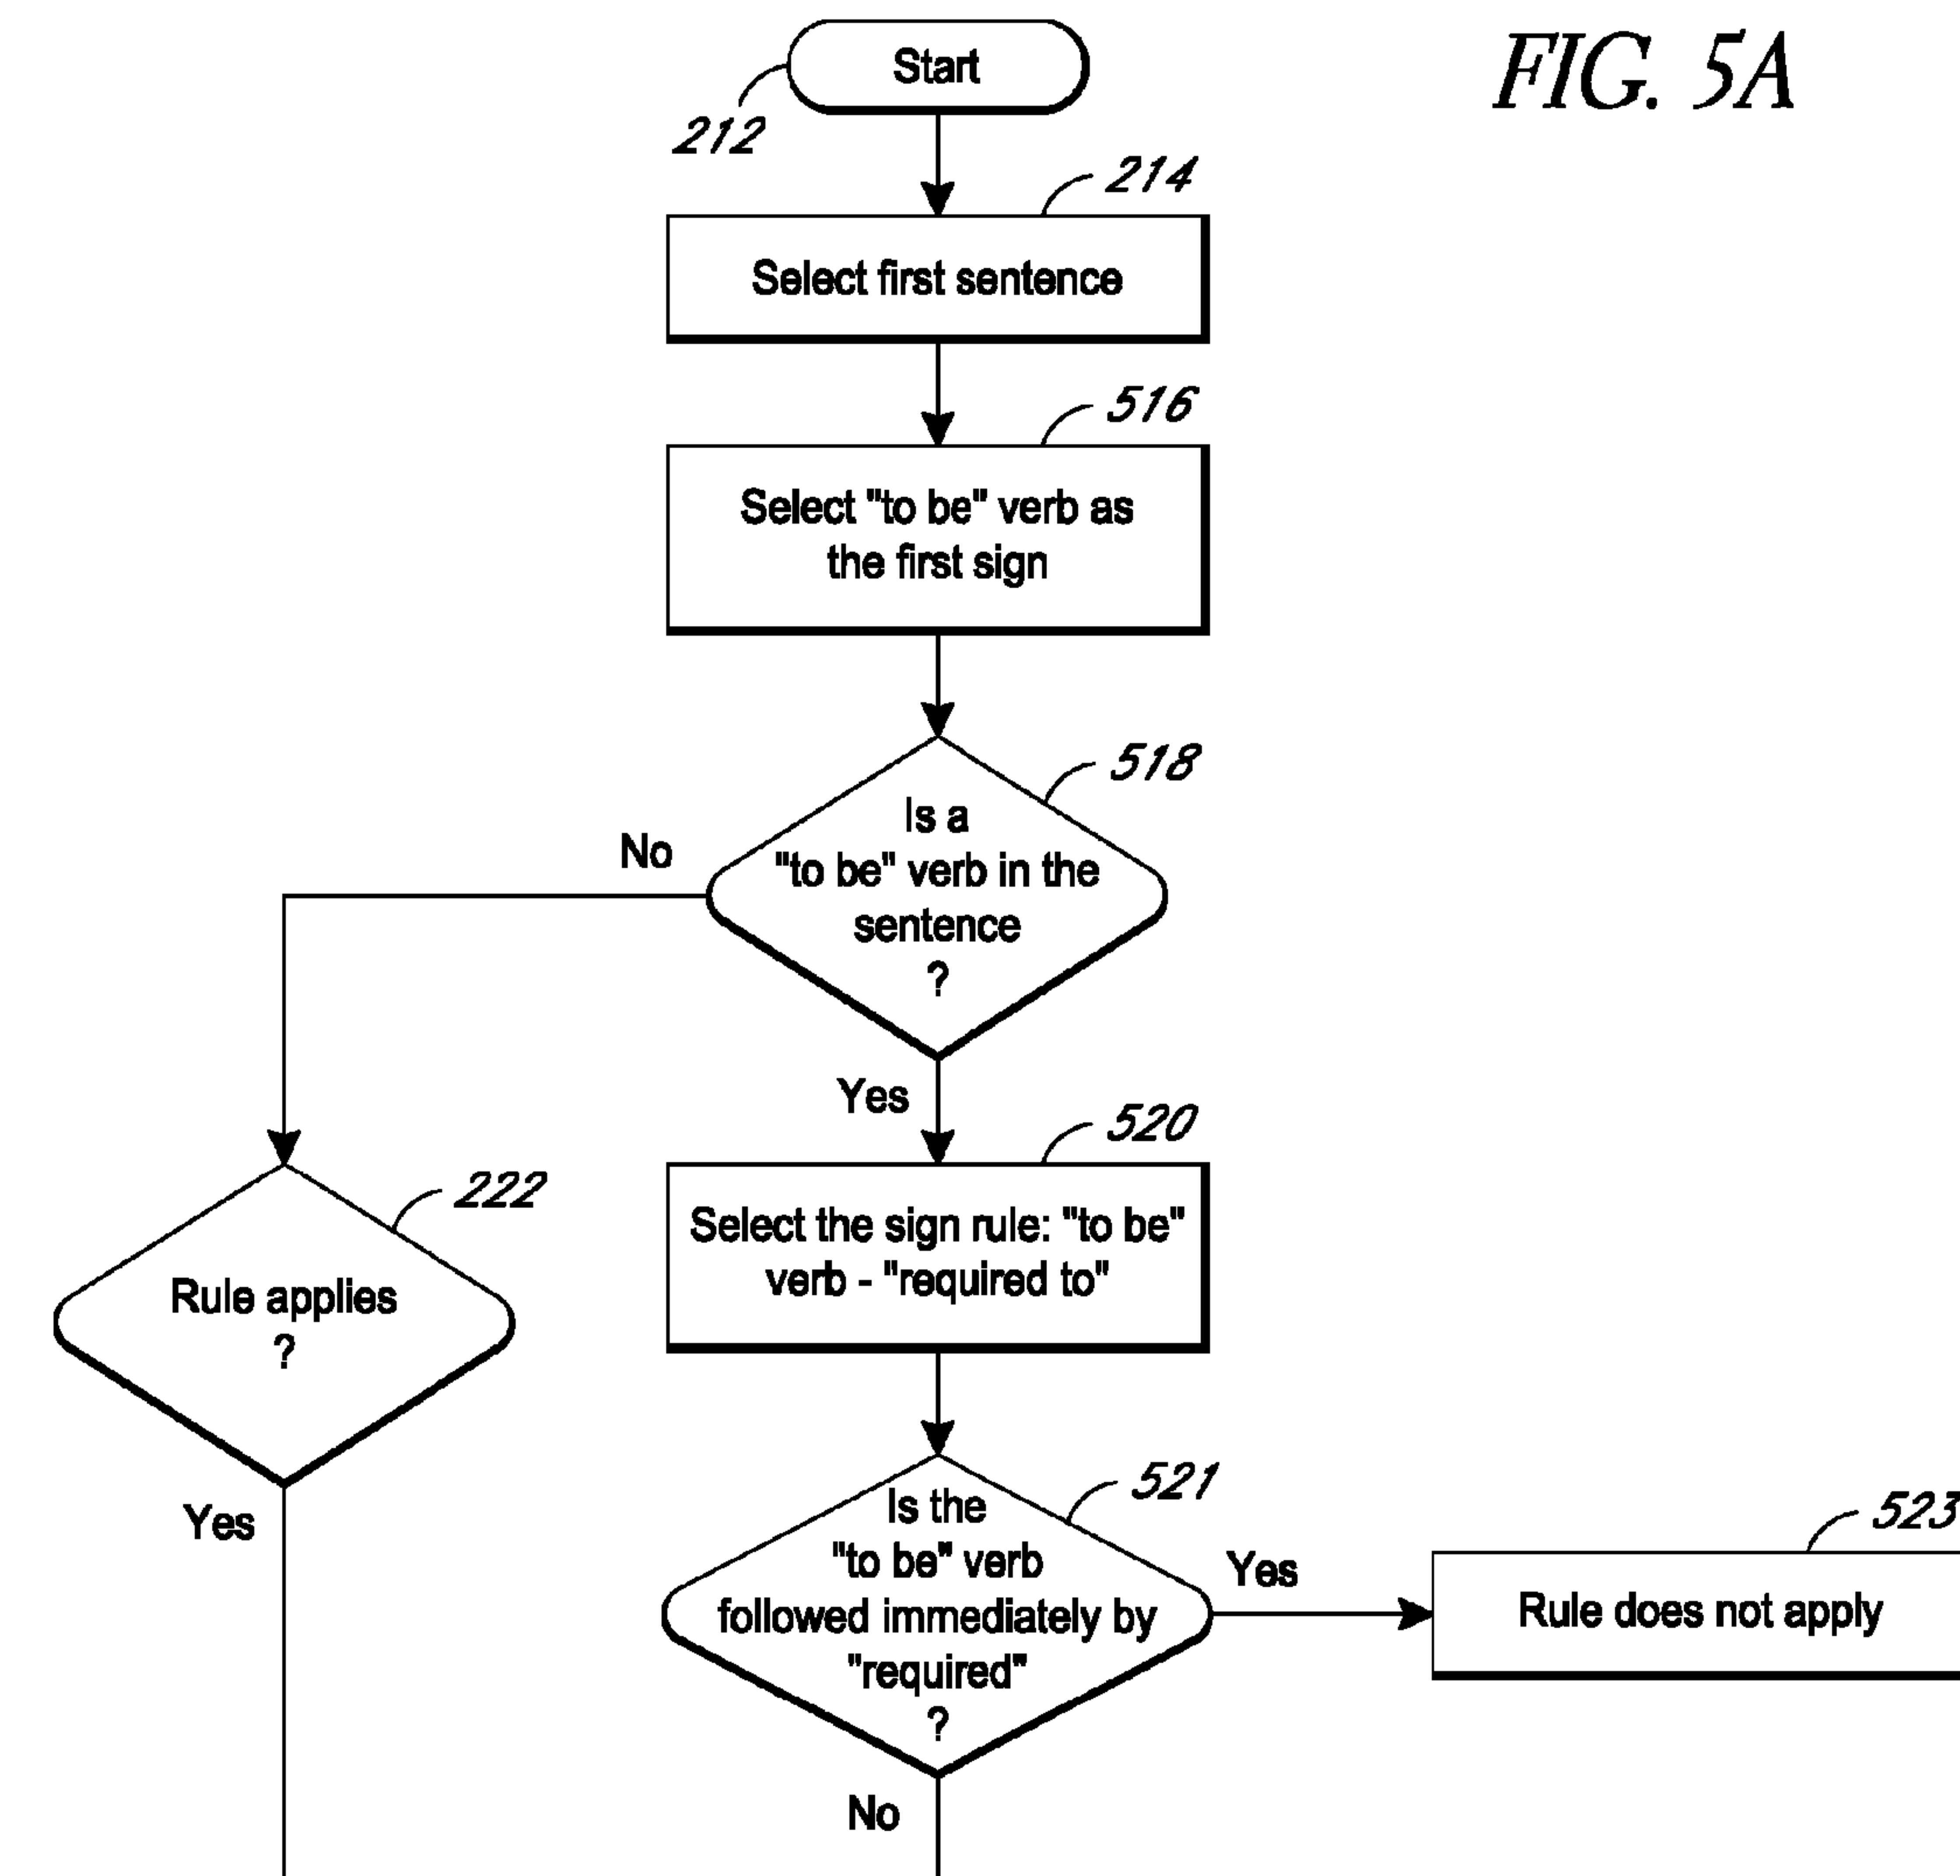 FIG. 5A
Start
212
214
Select first sentence
516
Select "to be" verb as
the first sign
518
Is a
"to be" verb in the
sentence
?
No
Yes
520
222
Select the sign rule: "to be"
verb - "required to"
Rule applies
?
Yes
521
Is the
"to be" verb
followed immediately by
"required"
?
Yes
523
Rule does not apply
No